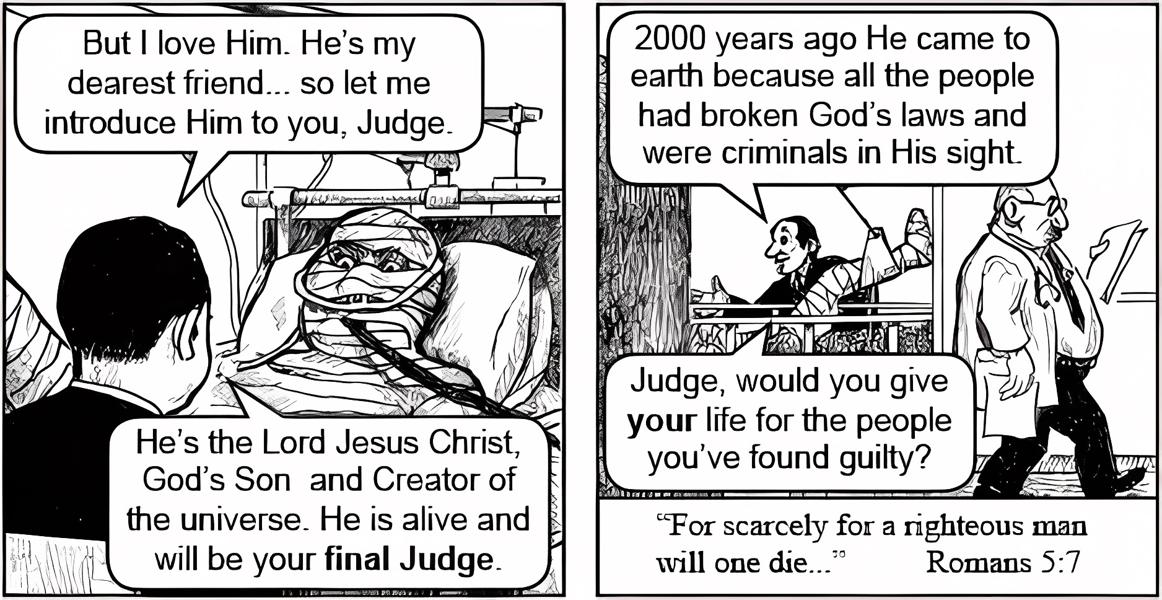 But I love Him. He's my
dearest friend... so let me
introduce Him to you, Judge.
He's the Lord Jesus Christ,
God's Son and Creator of
the universe. He is alive and
will be your final Judge.
2000 years ago He came to
earth because all the people
had broken God's laws and
were criminals in His sight.
Judge, would you give
your life for the people
you've found guilty?
“For scarcely for a righteous man
will one die...” Romans 5:7